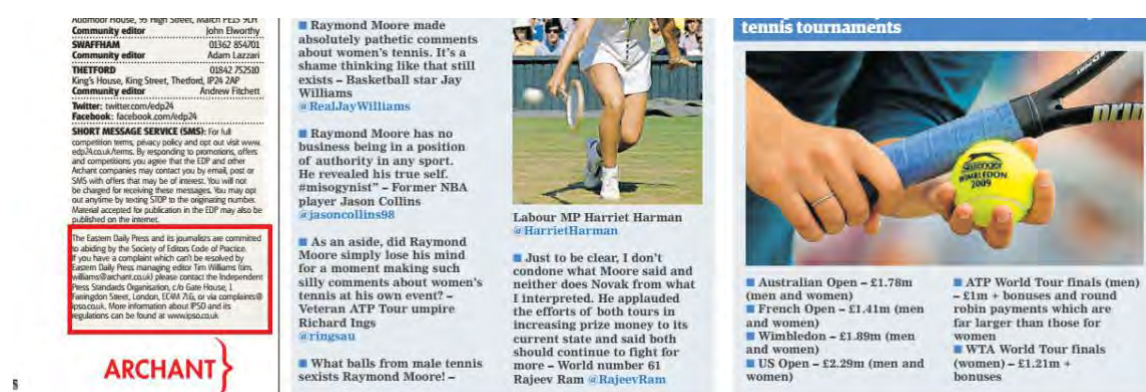 Audmoor House, 95 High Street, March PE15 9LH
Community editor John Elworthy
SWAFFHAM 01362 854701
Community editor Adam Lazzari
THETFORD 01842 752510
King's House, King Street, Thetford, IP24 2AP
Community editor Andrew Fitchett
Twitter: twitter.com/edp24
Facebook: facebook.com/edp24
SHORT MESSAGE SERVICE (SMS): For full
competition terms, privacy policy and opt out visit www.
edp24.co.uk/terms. By responding to promotions, offers
and competitions you agree that the EDP and other
Archant companies may contact you by email, post or
SMS with offers that may be of interest. You will not
be charged for receiving these messages. You may opt
out anytime by texting STOP to the originating number.
Material accepted for publication in the EDP may also be
published on the internet.
The Eastern Daily Press and its journalists are committed
to abiding by the Society of Editors Code of Practice.
If you have a complaint which can't be resolved by
Eastern Daily Press managing editor Tim Williams (tim.
williams@archant.co.uk) please contact the Independent
Press Standards Organisation, c/o Gate House, 1
Farringdon Street, London, EC4M 7LG, or via complaints@
ipso.co.uk. More information about IPSO and its
regulations can be found at www.ipso.co.uk
ARCHANT
Raymond Moore made
absolutely pathetic comments
about women's tennis. It's a
shame thinking like that still
exists – Basketball star Jay
Williams
@RealJayWilliams
Raymond Moore has no
business being in a position
of authority in any sport.
He revealed his true self.
#misogynist" – Former NBA
player Jason Collins
@jasoncollins98
As an aside, did Raymond
Moore simply lose his mind
for a moment making such
silly comments about women's
tennis at his own event? –
Veteran ATP Tour umpire
Richard Ings
@ringsau
What balls from male tennis
sexists Raymond Moore! –
Labour MP Harriet Harman
@HarrietHarman
Just to be clear, I don't
condone what Moore said and
neither does Novak from what
I interpreted. He applauded
the efforts of both tours in
increasing prize money to its
current state and said both
should continue to fight for
more – World number 61
Rajeev Ram @RajeevRam
tennis tournaments
Slazenger
WIMBLEDON
2009
Australian Open – £1.78m
(men and women)
French Open – £1.41m (men
and women)
Wimbledon – £1.89m (men
and women)
US Open – £2.29m (men and
women)
ATP World Tour finals (men)
– £1m + bonuses and round
robin payments which are
far larger than those for
women
WTA World Tour finals
(women) – £1.21m +
bonuses